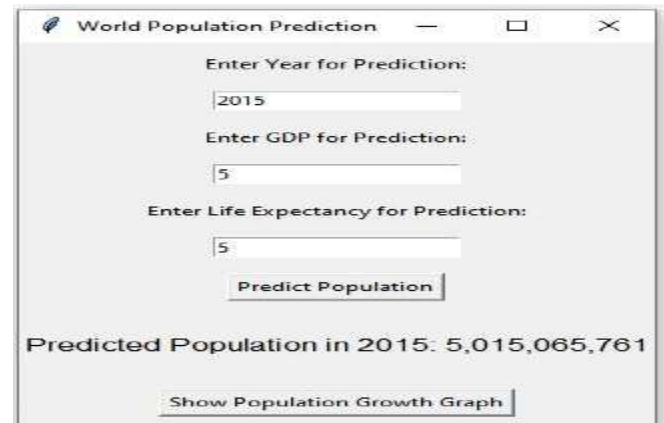 World Population Prediction
Enter Year for Prediction:
2015
Enter GDP for Prediction:
5
Enter Life Expectancy for Prediction:
5
Predict Population
Predicted Population in 2015: 5,015,065,761
Show Population Growth Graph